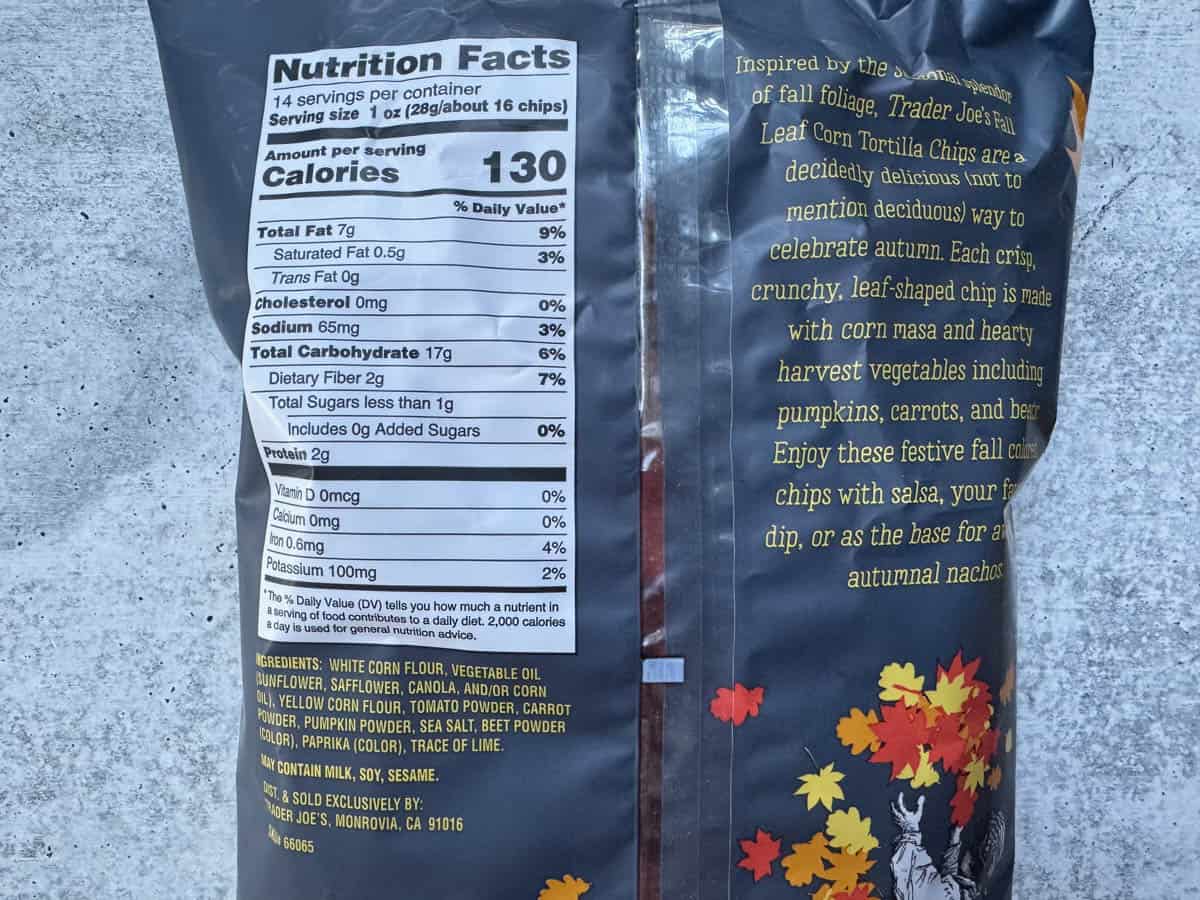 Nutrition Facts
14 servings per container
Serving size 1 oz (28g/about 16 chips)
Amount per serving
Calories 130
% Daily Value*
Total Fat 7g 9%
Saturated Fat 0.5g 3%
Trans Fat 0g
Cholesterol 0mg 0%
Sodium 65mg 3%
Total Carbohydrate 17g 6%
Dietary Fiber 2g 7%
Total Sugars less than 1g
Includes 0g Added Sugars 0%
Protein 2g
Vitamin D 0mcg 0%
Calcium 0mg 0%
Iron 0.6mg 4%
Potassium 100mg 2%
*The % Daily Value (DV) tells you how much a nutrient in
a serving of food contributes to a daily diet. 2,000 calories
a day is used for general nutrition advice.
INGREDIENTS: WHITE CORN FLOUR, VEGETABLE OIL
(SUNFLOWER, SAFFLOWER, CANOLA, AND/OR CORN
OIL), YELLOW CORN FLOUR, TOMATO POWDER, CARROT
POWDER, PUMPKIN POWDER, SEA SALT, BEET POWDER
(COLOR), PAPRIKA (COLOR), TRACE OF LIME.
MAY CONTAIN MILK, SOY, SESAME.
DIST. & SOLD EXCLUSIVELY BY:
TRADER JOE'S, MONROVIA, CA 91016
SKU# 66065
Inspired by the seasonal splendor
of fall foliage, Trader Joe's Fall
Leaf Corn Tortilla Chips are a
decidedly delicious (not to
mention deciduous) way to
celebrate autumn. Each crisp,
crunchy, leaf-shaped chip is made
with corn masa and hearty
harvest vegetables including
pumpkins, carrots, and
Enjoy these festive fall
chips with salsa, your
dip, or as the base for
autumnal nachos.